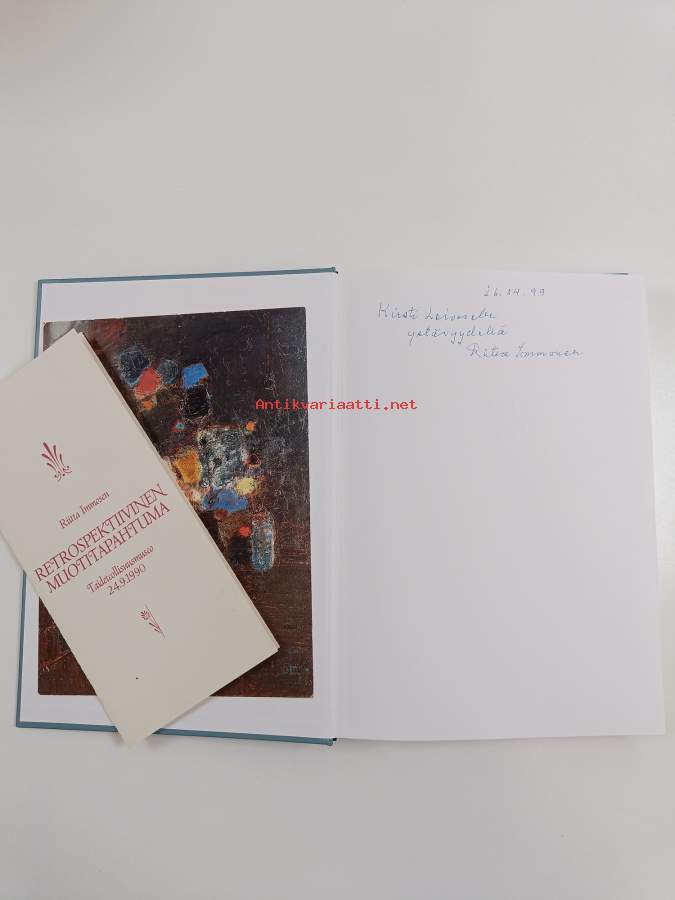 26.04.99
Kirsti
ystävyydellä
Riitta Immonen
Antikvariaatti.net
Riitta Immonen
RETROSPEKTIIVINEN
MUOTITAPAHTUMA
Taideteollisuusmuseo
24.9.1990